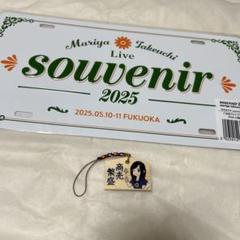 Mariya Takeuchi
Live
souvenir
2025
2025.05.10-11 FUKUOKA
商売
繁盛